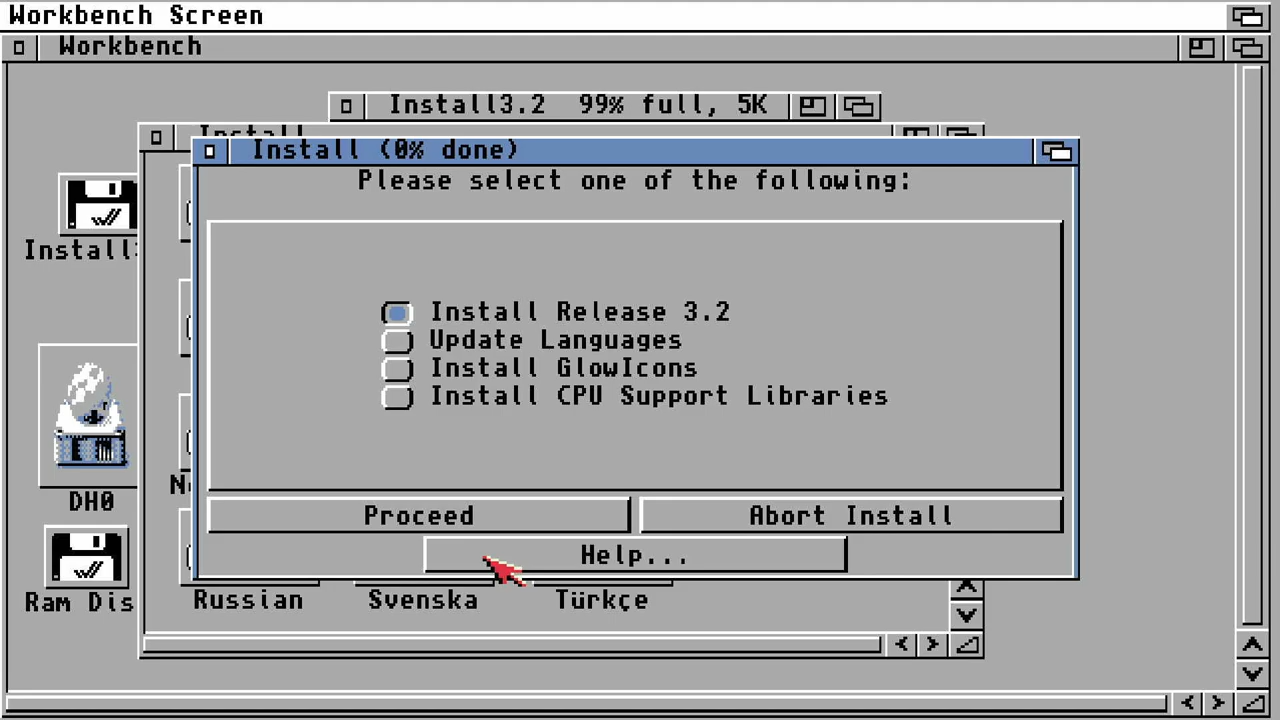 Workbench Screen
Workbench
Install3.2 99% full, 5K
Install
Install (0% done)
Please select one of the following:
Install Release 3.2
Update Languages
Install GlowIcons
Install CPU Support Libraries
Proceed
Abort Install
Help...
Install
DH0
Ram Dis
Russian
Svenska
Türkçe